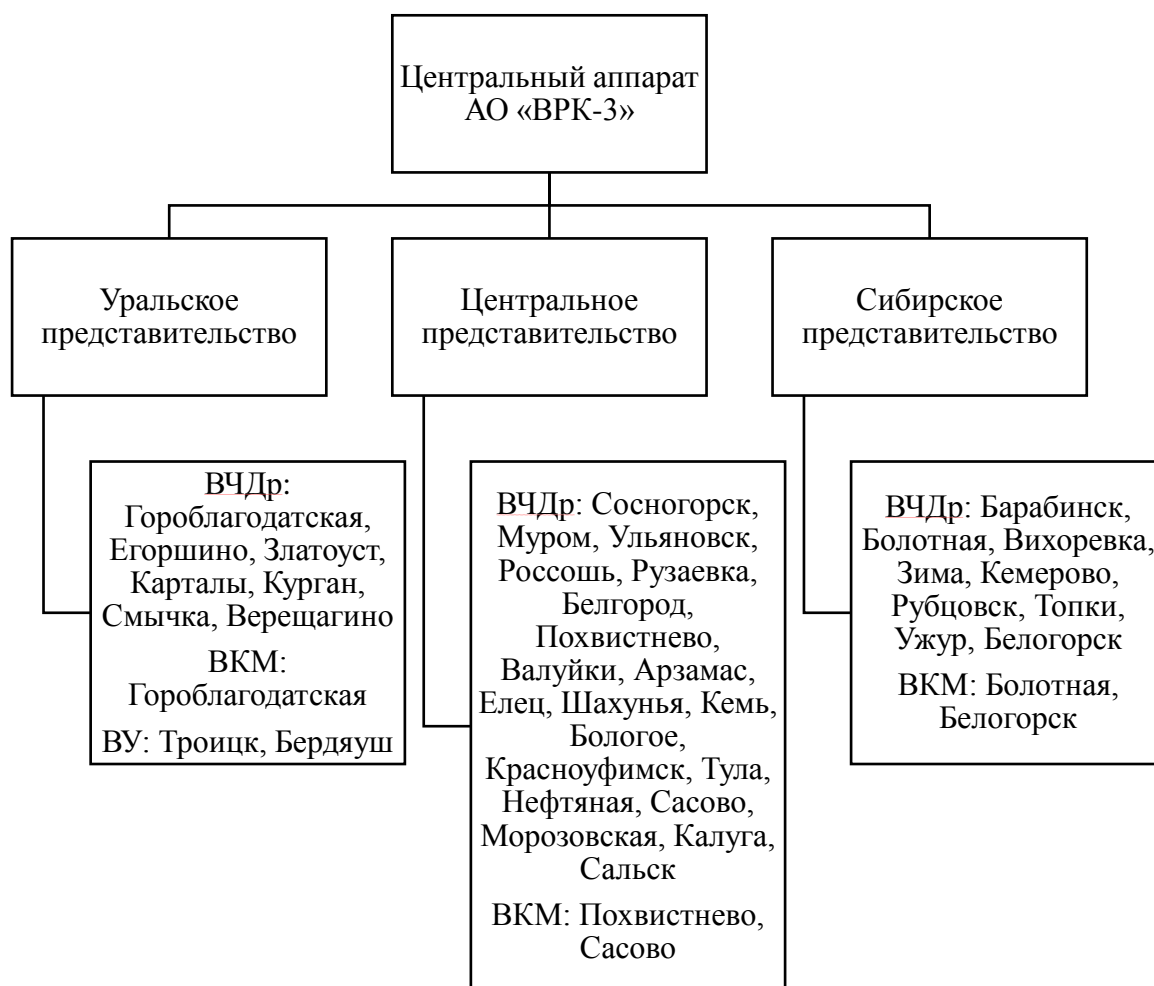 Центральный аппарат
АО «ВРК-3»
Уральское
представительство
Центральное
представительство
Сибирское
представительство
ВЧДр:
Гороблагодатская,
Егоршино, Златоуст,
Карталы, Курган,
Смычка, Верещагино
ВКМ:
Гороблагодатская
ВУ: Троицк, Бердяуш
ВЧДр: Сосногорск,
Муром, Ульяновск,
Россошь, Рузаевка,
Белгород,
Похвистнево,
Валуйки, Арзамас,
Елец, Шахунья, Кемь,
Бологое,
Красноуфимск, Тула,
Нефтяная, Сасово,
Морозовская, Калуга,
Сальск
ВКМ: Похвистнево,
Сасово
ВЧДр: Барабинск,
Болотная, Вихоревка,
Зима, Кемерово,
Рубцовск, Топки,
Ужур, Белогорск
ВКМ: Болотная,
Белогорск